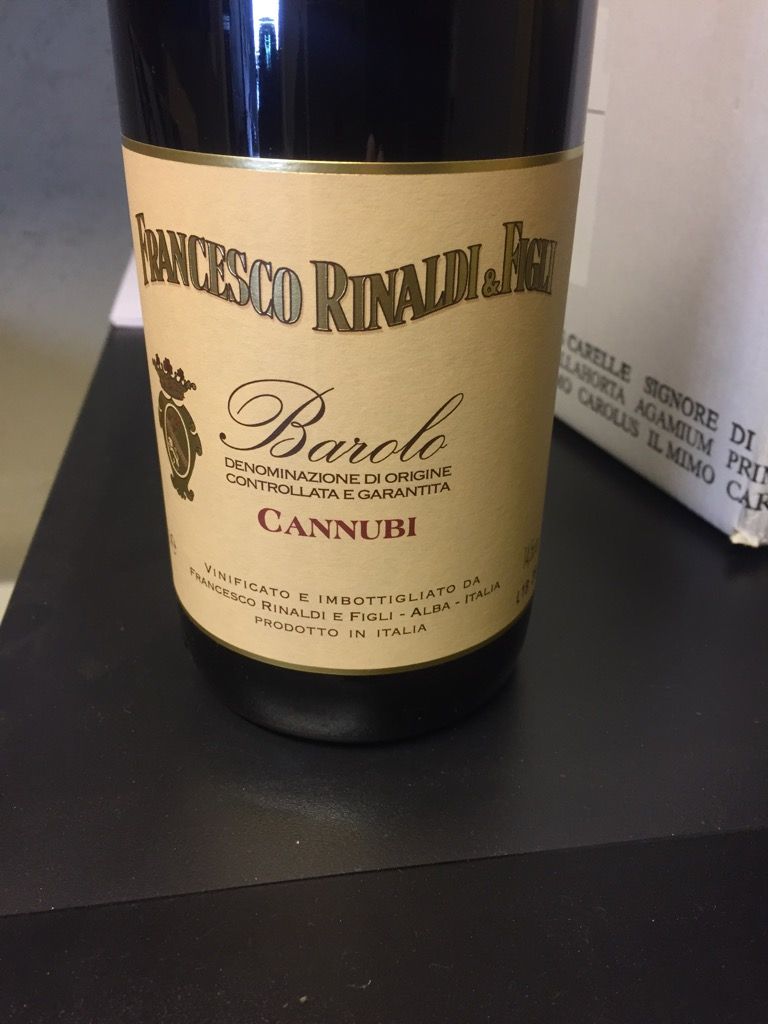 FRANCESCO RINALDI & FIGLI
Barolo
DENOMINAZIONE DI ORIGINE
CONTROLLATA E GARANTITA
CANNUBI
VINIFICATO E IMBOTTIGLIATO DA
FRANCESCO RINALDI E FIGLI - ALBA - ITALIA
PRODOTTO IN ITALIA
CARELLE SIGNORE DI
AGAMIUM
CAROLUS IL MIMO